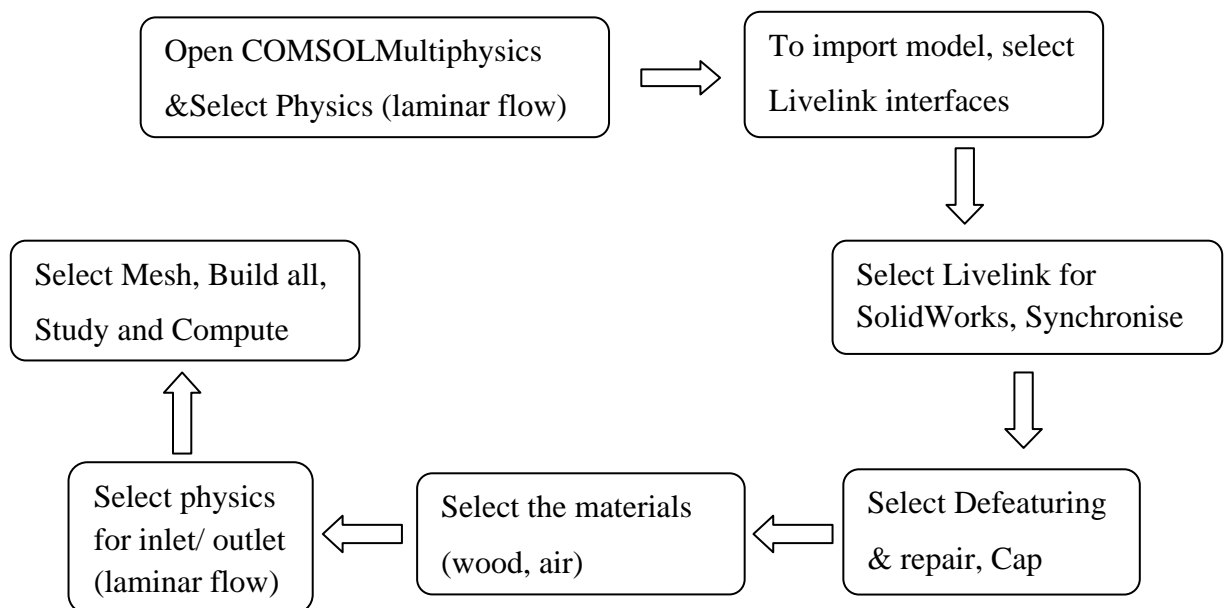 Open COMSOLMultiphysics
&Select Physics (laminar flow)
To import model, select
Livelink interfaces
Select Livelink for
SolidWorks, Synchronise
Select Defeaturing
& repair, Cap
Select the materials
(wood, air)
Select physics
for inlet/ outlet
(laminar flow)
Select Mesh, Build all,
Study and Compute